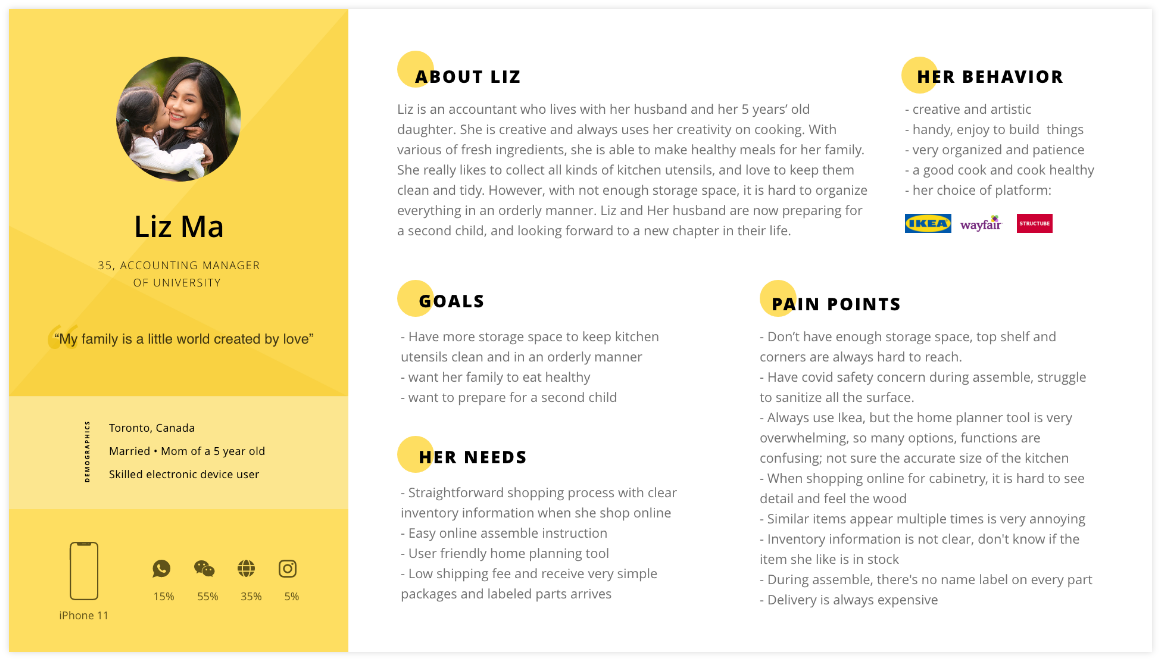 Liz Ma
35, ACCOUNTING MANAGER
OF UNIVERSITY
“My family is a little world created by love”
DEMOGRAPHICS
Toronto, Canada
Married • Mom of a 5 year old
Skilled electronic device user
iPhone 11
15%
55%
35%
5%
ABOUT LIZ
Liz is an accountant who lives with her husband and her 5 years’ old
daughter. She is creative and always uses her creativity on cooking. With
various of fresh ingredients, she is able to make healthy meals for her family.
She really likes to collect all kinds of kitchen utensils, and love to keep them
clean and tidy. However, with not enough storage space, it is hard to organize
everything in an orderly manner. Liz and Her husband are now preparing for
a second child, and looking forward to a new chapter in their life.
HER BEHAVIOR
- creative and artistic
- handy, enjoy to build  things
- very organized and patience
- a good cook and cook healthy
- her choice of platform:
IKEA
wayfair
STRUCTUBE
GOALS
- Have more storage space to keep kitchen
utensils clean and in an orderly manner
- want her family to eat healthy
- want to prepare for a second child
HER NEEDS
- Straightforward shopping process with clear
inventory information when she shop online
- Easy online assemble instruction
- User friendly home planning tool
- Low shipping fee and receive very simple
packages and labeled parts arrives
PAIN POINTS
- Don’t have enough storage space, top shelf and
corners are always hard to reach.
- Have covid safety concern during assemble, struggle
to sanitize all the surface.
- Always use Ikea, but the home planner tool is very
overwhelming, so many options, functions are
confusing; not sure the accurate size of the kitchen
- When shopping online for cabinetry, it is hard to see
detail and feel the wood
- Similar items appear multiple times is very annoying
- Inventory information is not clear, don't know if the
item she like is in stock
- During assemble, there's no name label on every part
- Delivery is always expensive